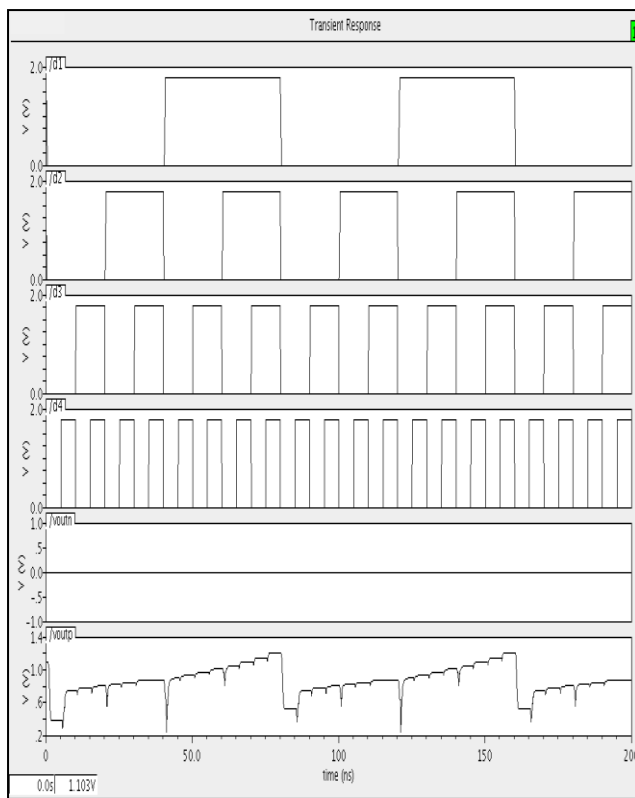 Transient Response
1
/d1
2.0
0.0
V (V)
/d2
2.0
0.0
V (V)
/d3
2.0
0.0
V (V)
/d4
2.0
0.0
V (V)
/voutn
1.0
.5
0.0
-.5
-1.0
V (V)
/voutp
1.4
1.0
.6
.2
V (V)
0 50.0 100 150 200
time (ns)
0.0s 1.103V